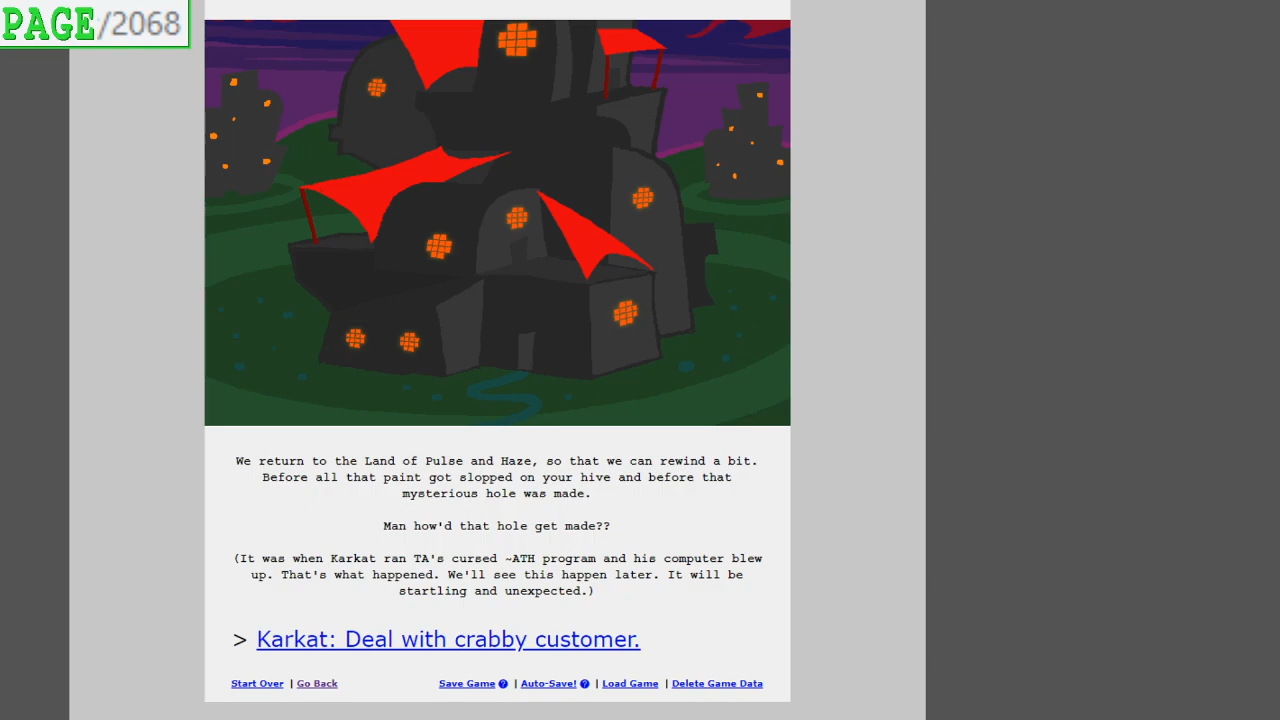 PAGE/2068
We return to the Land of Pulse and Haze, so that we can rewind a bit.
Before all that paint got slopped on your hive and before that
mysterious hole was made.
Man how'd that hole get made??
(It was when Karkat ran TA's cursed ~ATH program and his computer blew
up. That's what happened. We'll see this happen later. It will be
startling and unexpected.)
> Karkat: Deal with crabby customer.
Start Over | Go Back Save Game ? | Auto-Save! ? | Load Game | Delete Game Data